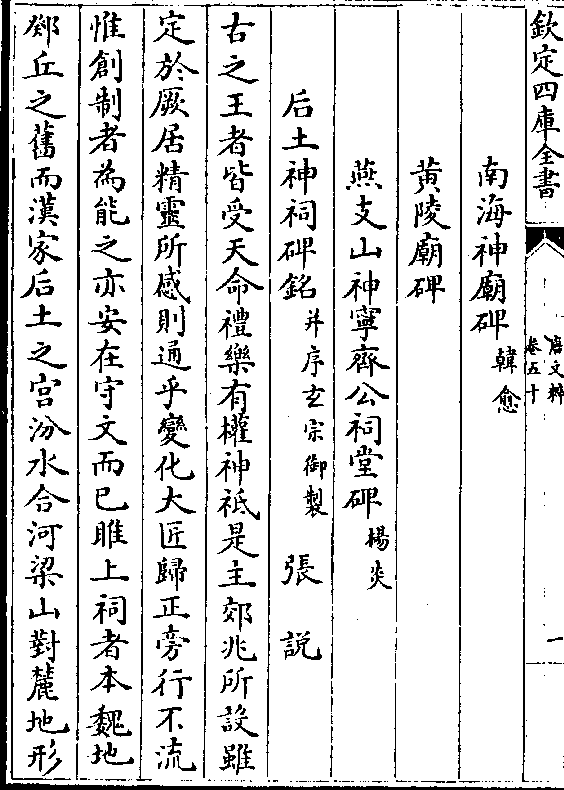 欽定四庫全書
唐文粹
卷五十
一
南海神廟碑 韓愈
黃陵廟碑
燕支山神寧齊公祠堂碑 楊炎
后土神祠碑銘 并序玄宗御製 張說
古之王者皆受天命禮樂有權神祗是主郊兆所設雖
定於厥居精靈所感則通乎變化大匠歸正旁行不流
惟創制者為能之亦安在守文而已脽上祠者本魏地
鄈丘之舊而漢家后土之宫汾水合河梁山對麓地形